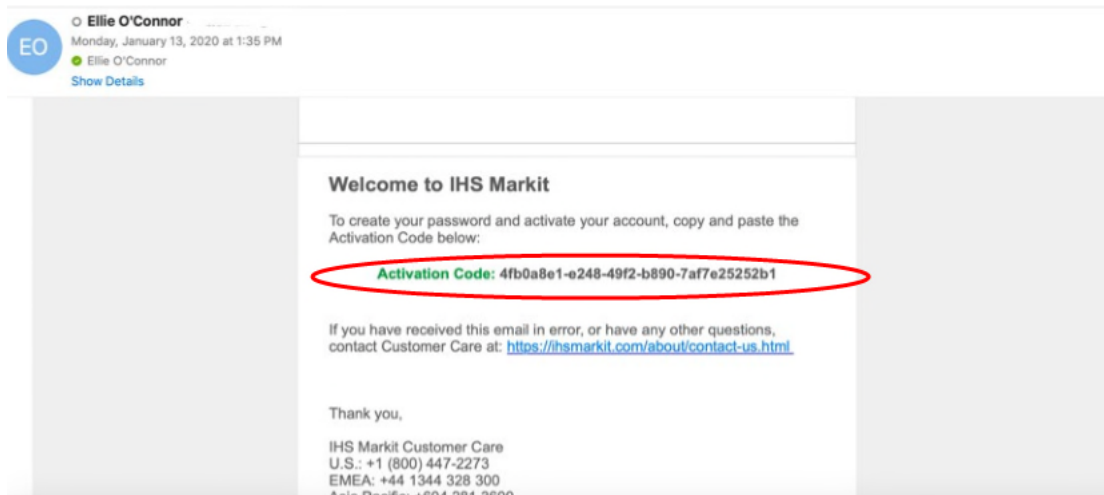 Ellie O'Connor
EO
Monday, January 13, 2020 at 1:35 PM
Ellie O'Connor
Show Details
Welcome to IHS Markit
To create your password and activate your account, copy and paste the
Activation Code below:
Activation Code: 4fb0a8e1-e248-49f2-b890-7af7e25252b1
If you have received this email in error, or have any other questions,
contact Customer Care at: https://ihsmarkit.com/about/contact-us.html
Thank you,
IHS Markit Customer Care
U.S.: +1 (800) 447-2273
EMEA: +44 1344 328 300